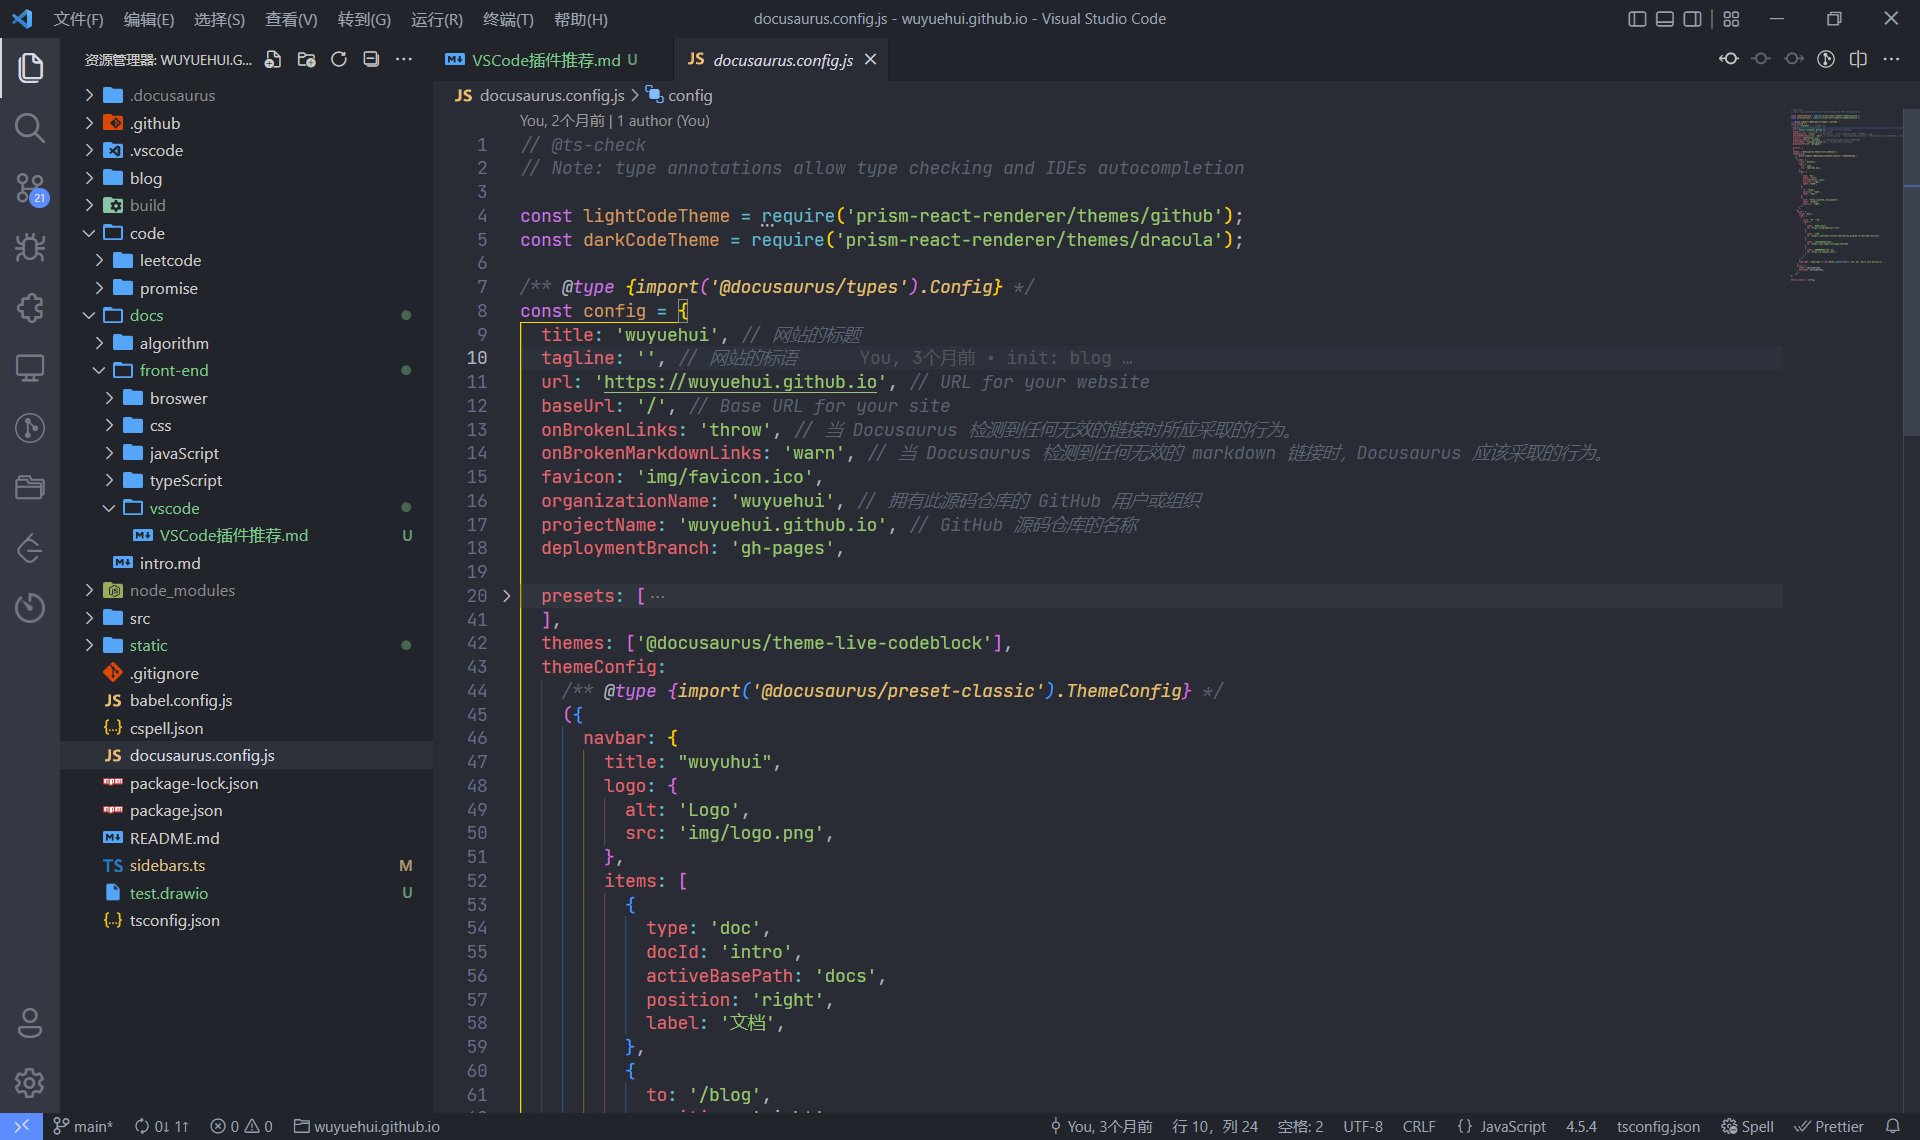 文件(F) 编辑(E) 选择(S) 查看(V) 转到(G) 运行(R) 终端(T) 帮助(H)
docusaurus.config.js - wuyuehui.github.io - Visual Studio Code
资源管理器: WUYUEHUI.G...
.docusaurus
.github
.vscode
blog
build
code
leetcode
promise
docs
algorithm
front-end
broswer
css
javaScript
typeScript
vscode
VSCode插件推荐.md U
intro.md
node_modules
src
static
.gitignore
JS babel.config.js
{..} cspell.json
JS docusaurus.config.js
npm package-lock.json
npm package.json
README.md
TS sidebars.ts M
test.drawio U
{..} tsconfig.json
21
VSCode插件推荐.md U
JS docusaurus.config.js
JS docusaurus.config.js > config
You, 2个月前 | 1 author (You)
1 // @ts-check
2 // Note: type annotations allow type checking and IDEs autocompletion
3
4 const lightCodeTheme = require('prism-react-renderer/themes/github');
5 const darkCodeTheme = require('prism-react-renderer/themes/dracula');
6
7 /** @type {import('@docusaurus/types').Config} */
8 const config = {
9 title: 'wuyuehui', // 网站的标题
10 tagline: '', // 网站的标语 You, 3个月前 • init: blog …
11 url: 'https://wuyuehui.github.io', // URL for your website
12 baseUrl: '/', // Base URL for your site
13 onBrokenLinks: 'throw', // 当 Docusaurus 检测到任何无效的链接时所应采取的行为。
14 onBrokenMarkdownLinks: 'warn', // 当 Docusaurus 检测到任何无效的 markdown 链接时，Docusaurus 应该采取的行为。
15 favicon: 'img/favicon.ico',
16 organizationName: 'wuyuehui', // 拥有此源码仓库的 GitHub 用户或组织
17 projectName: 'wuyuehui.github.io', // GitHub 源码仓库的名称
18 deploymentBranch: 'gh-pages',
19
20 presets: [ ···
41 ],
42 themes: ['@docusaurus/theme-live-codeblock'],
43 themeConfig:
44 /** @type {import('@docusaurus/preset-classic').ThemeConfig} */
45 ({
46 navbar: {
47 title: "wuyuhui",
48 logo: {
49 alt: 'Logo',
50 src: 'img/logo.png',
51 },
52 items: [
53 {
54 type: 'doc',
55 docId: 'intro',
56 activeBasePath: 'docs',
57 position: 'right',
58 label: '文档',
59 },
60 {
61 to: '/blog',
main* 0↓ 1↑ 0 0 wuyuehui.github.io
You, 3个月前 行 10，列 24 空格: 2 UTF-8 CRLF {} JavaScript 4.5.4 tsconfig.json Spell Prettier